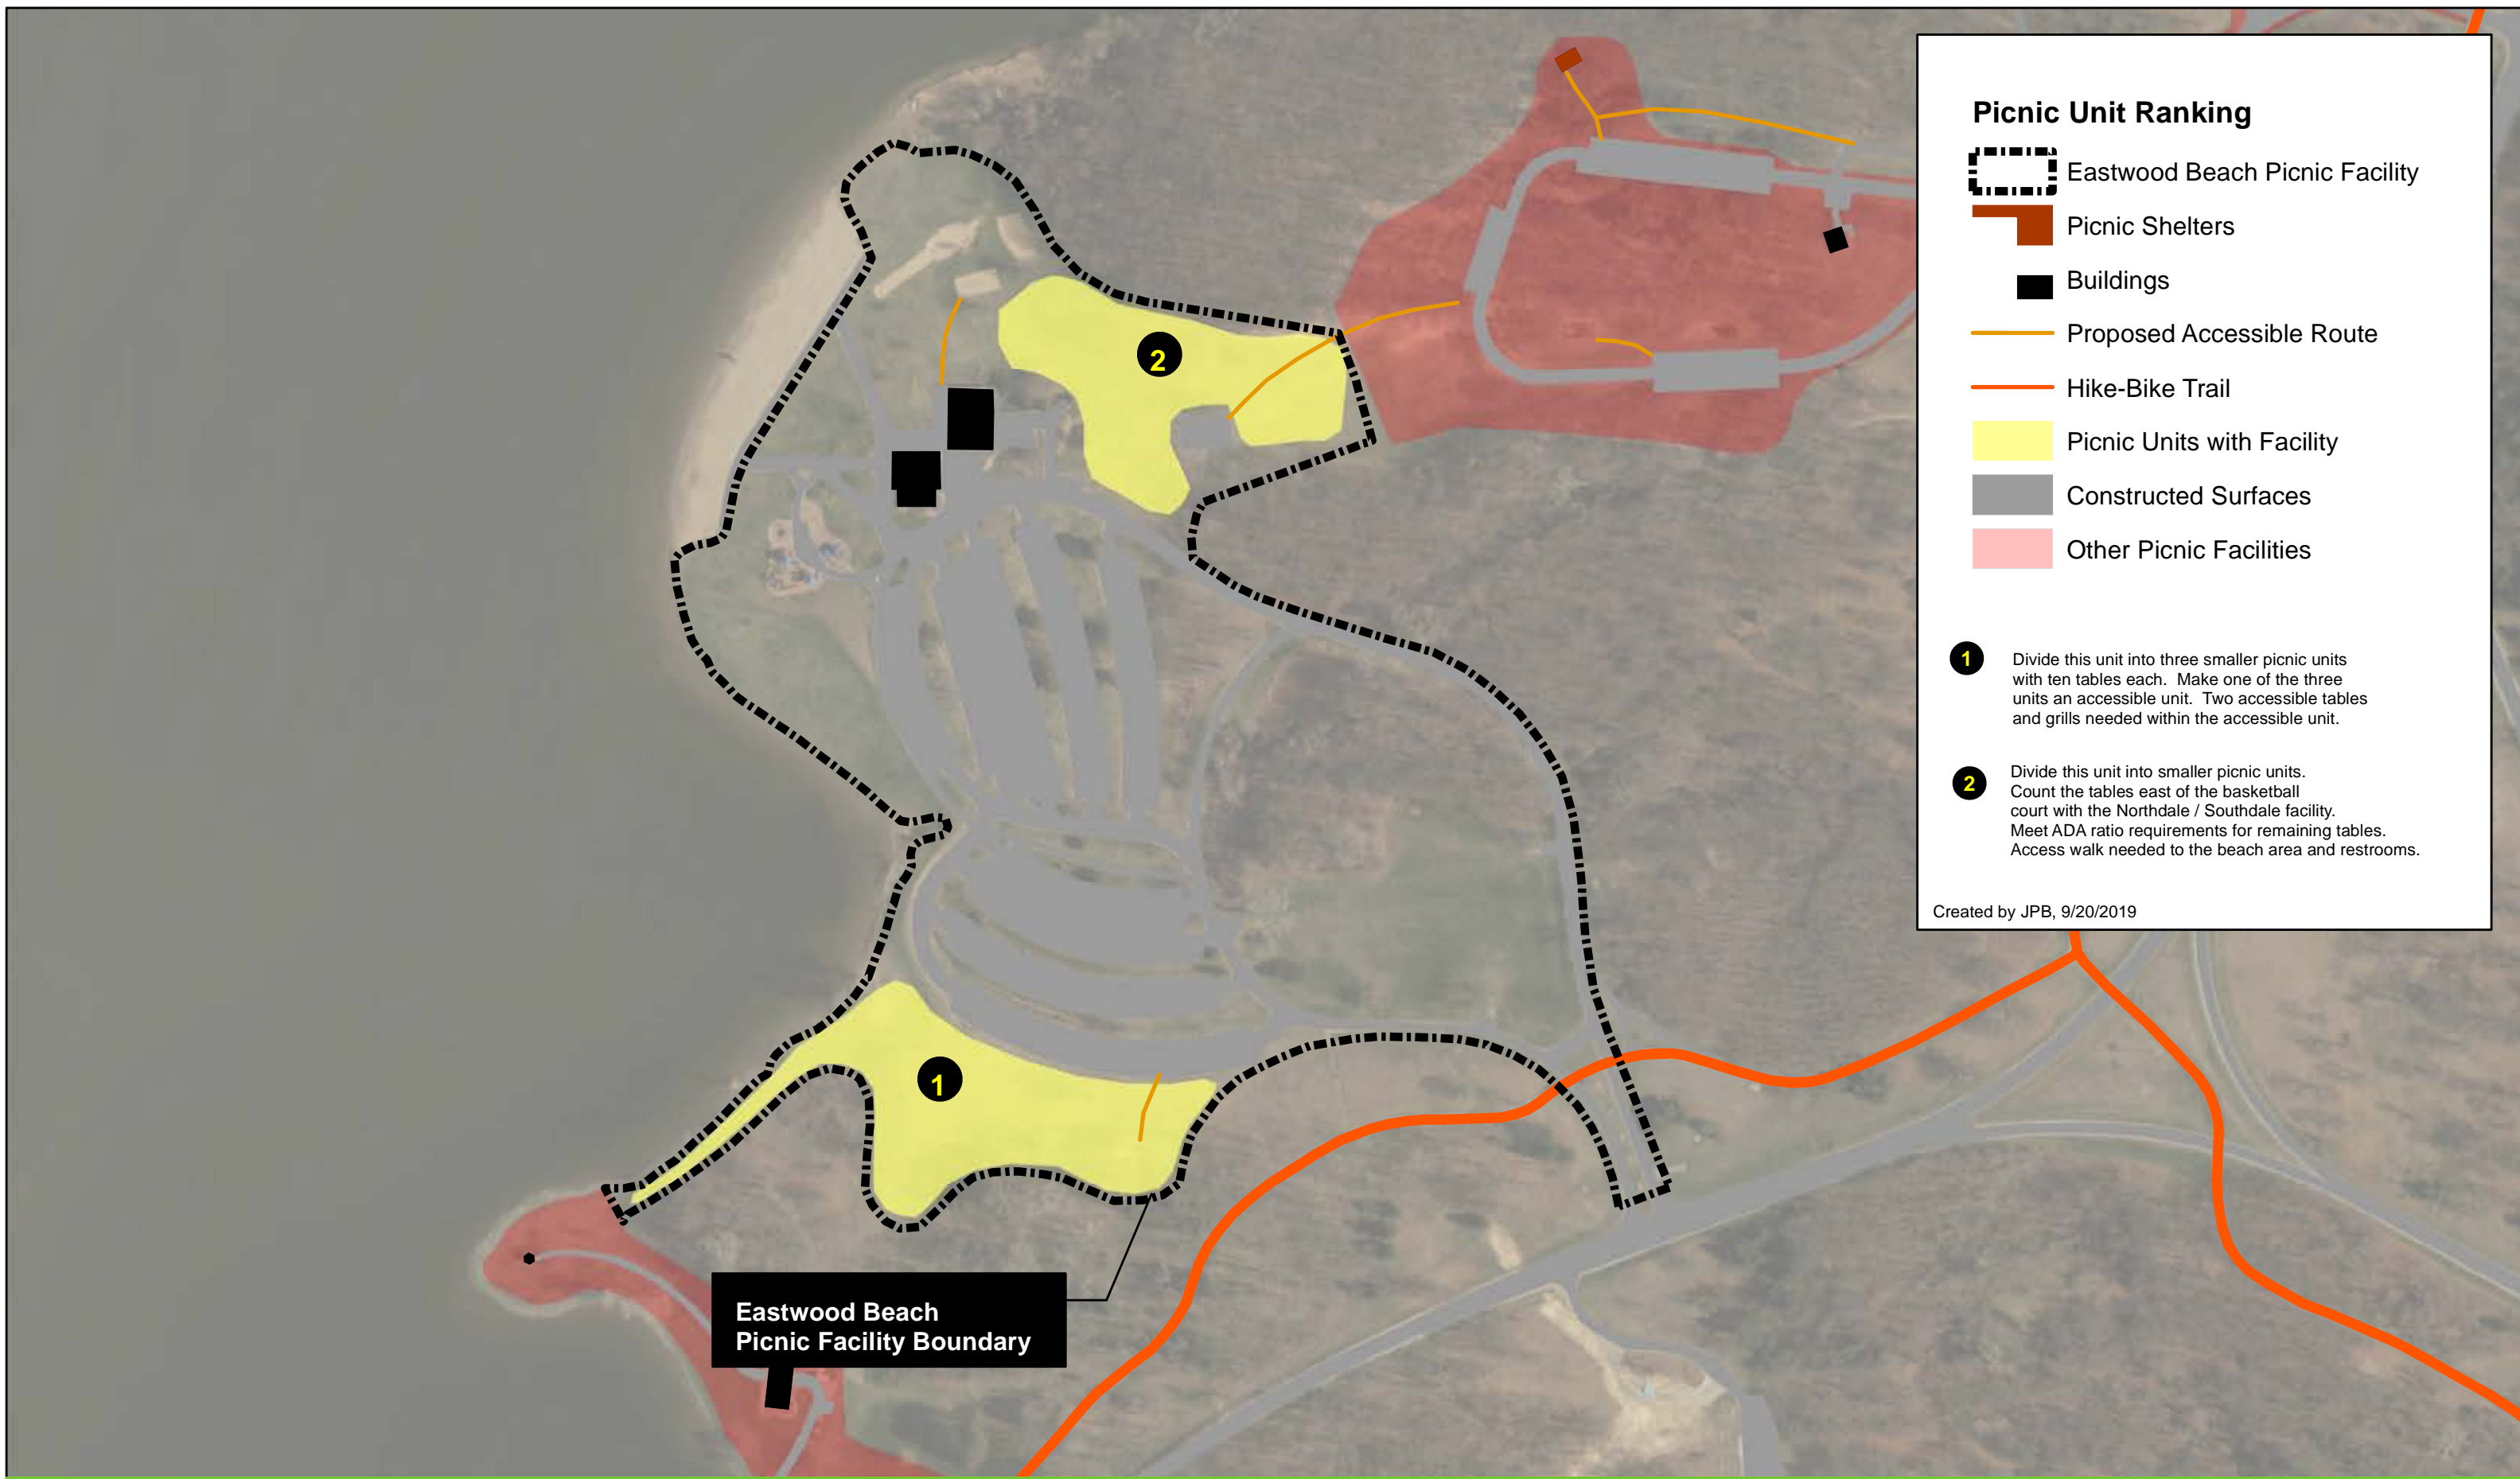 Picnic Unit Ranking
Eastwood Beach Picnic Facility
Picnic Shelters
Buildings
Proposed Accessible Route
Hike-Bike Trail
Picnic Units with Facility
Constructed Surfaces
Other Picnic Facilities
1 Divide this unit into three smaller picnic units
with ten tables each. Make one of the three
units an accessible unit. Two accessible tables
and grills needed within the accessible unit.
2 Divide this unit into smaller picnic units.
Count the tables east of the basketball
court with the Northdale / Southdale facility.
Meet ADA ratio requirements for remaining tables.
Access walk needed to the beach area and restrooms.
Created by JPB, 9/20/2019
2
1
Eastwood Beach
Picnic Facility Boundary